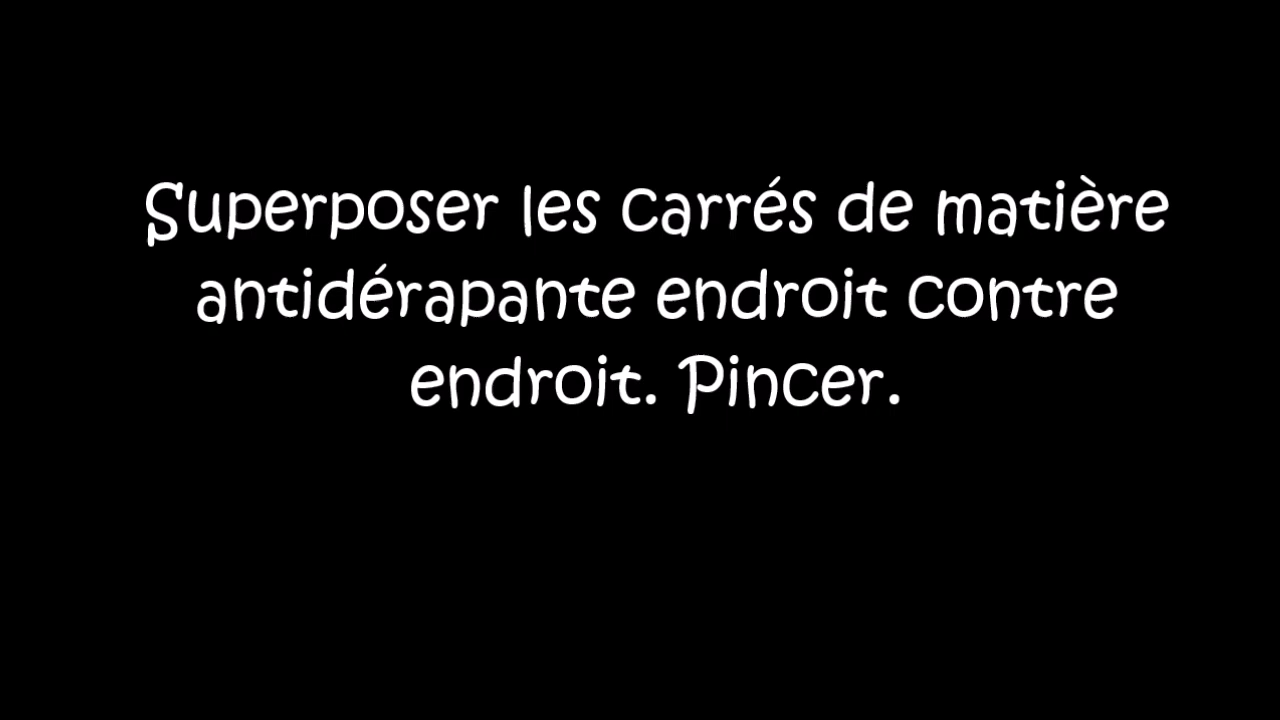 Superposer les carrés de matière
antidérapante endroit contre
endroit. Pincer.